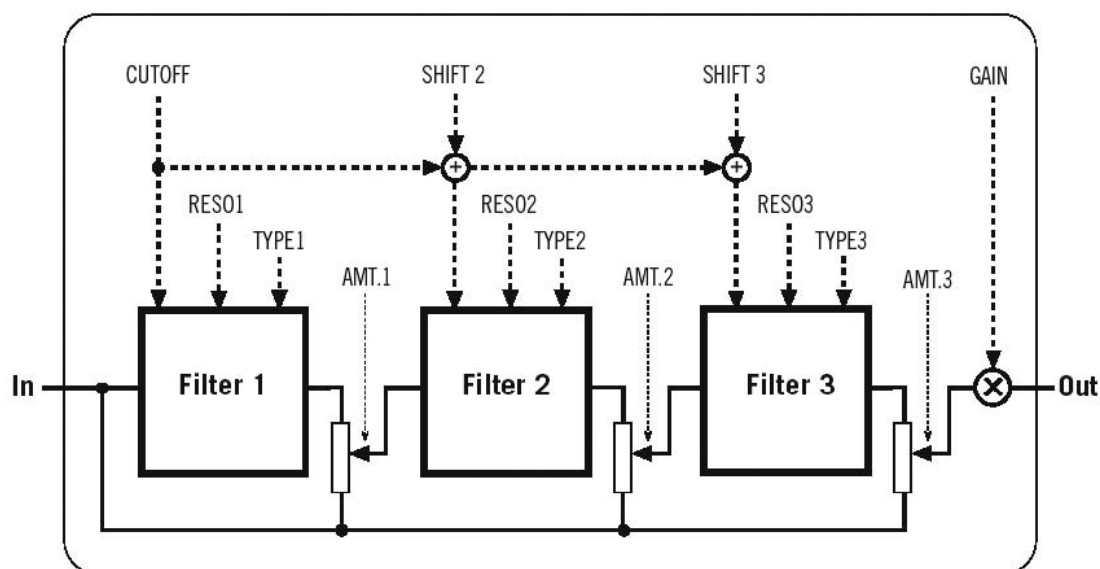 CUTOFF SHIFT 2 SHIFT 3 GAIN
+ +
RESO1 RESO2 RESO3
TYPE1 TYPE2 TYPE3
AMT.1 AMT.2 AMT.3
In Filter 1 Filter 2 Filter 3 × Out